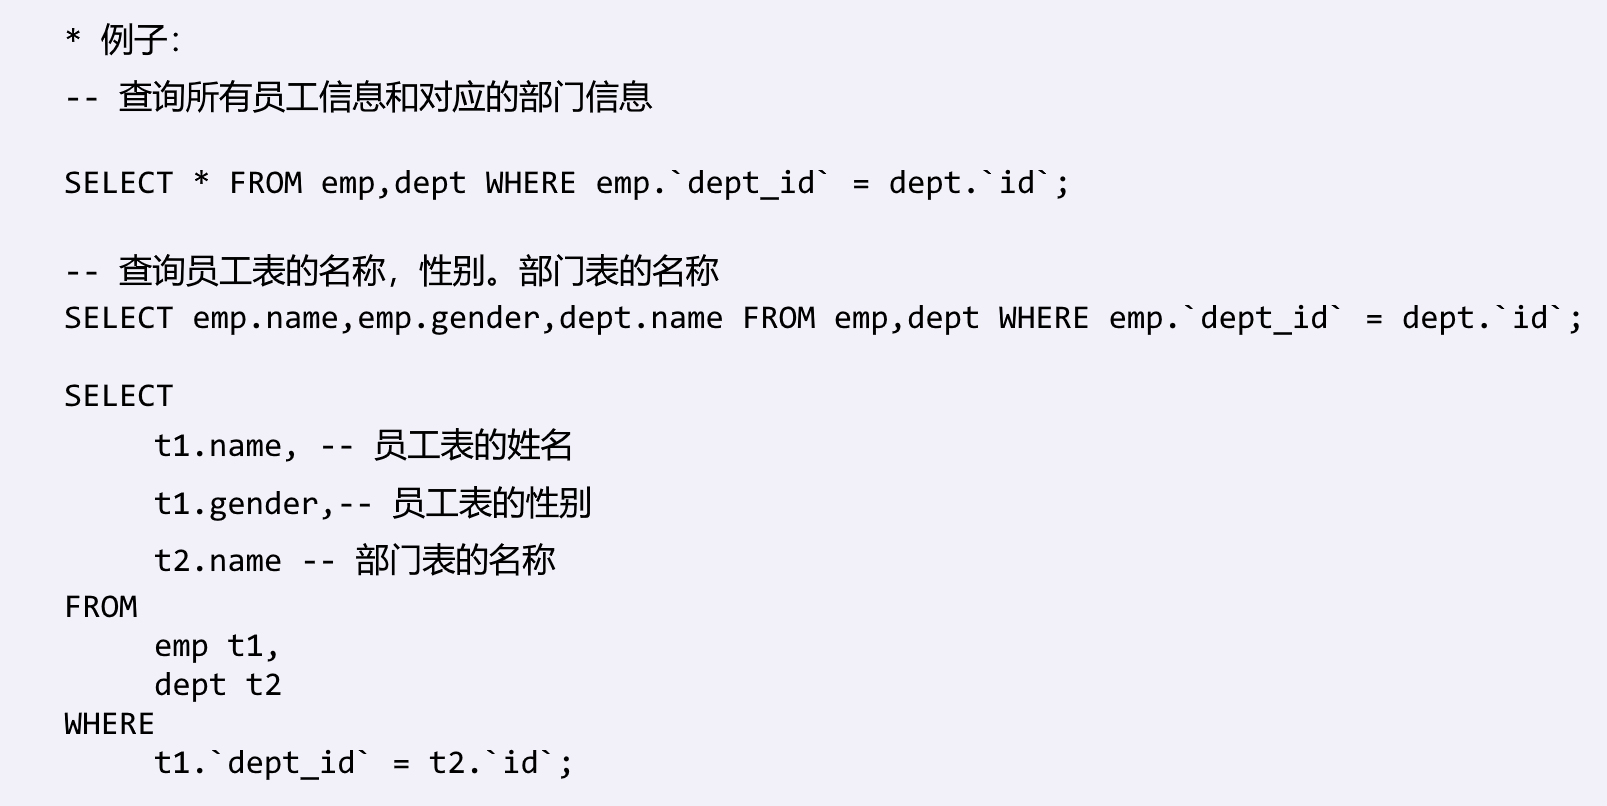 * 例子：
-- 查询所有员工信息和对应的部门信息
SELECT * FROM emp,dept WHERE emp.`dept_id` = dept.`id`;
-- 查询员工表的名称，性别。部门表的名称
SELECT emp.name,emp.gender,dept.name FROM emp,dept WHERE emp.`dept_id` = dept.`id`;
SELECT
t1.name, -- 员工表的姓名
t1.gender,-- 员工表的性别
t2.name -- 部门表的名称
FROM
emp t1,
dept t2
WHERE
t1.`dept_id` = t2.`id`;